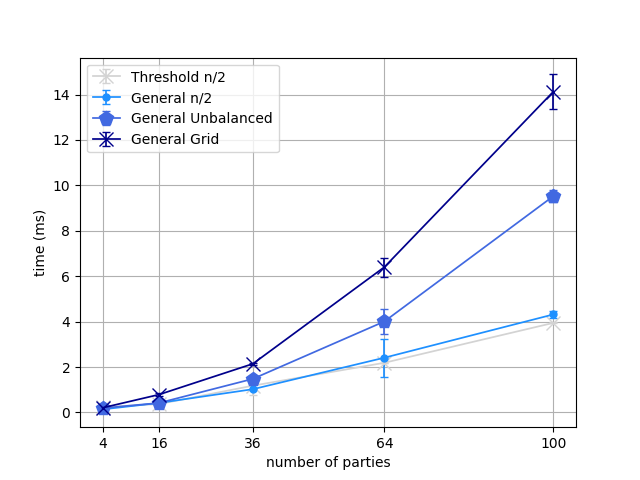 Threshold n/2
General n/2
General Unbalanced
General Grid
14
12
10
8
6
4
2
0
time (ms)
4 16 36 64 100
number of parties